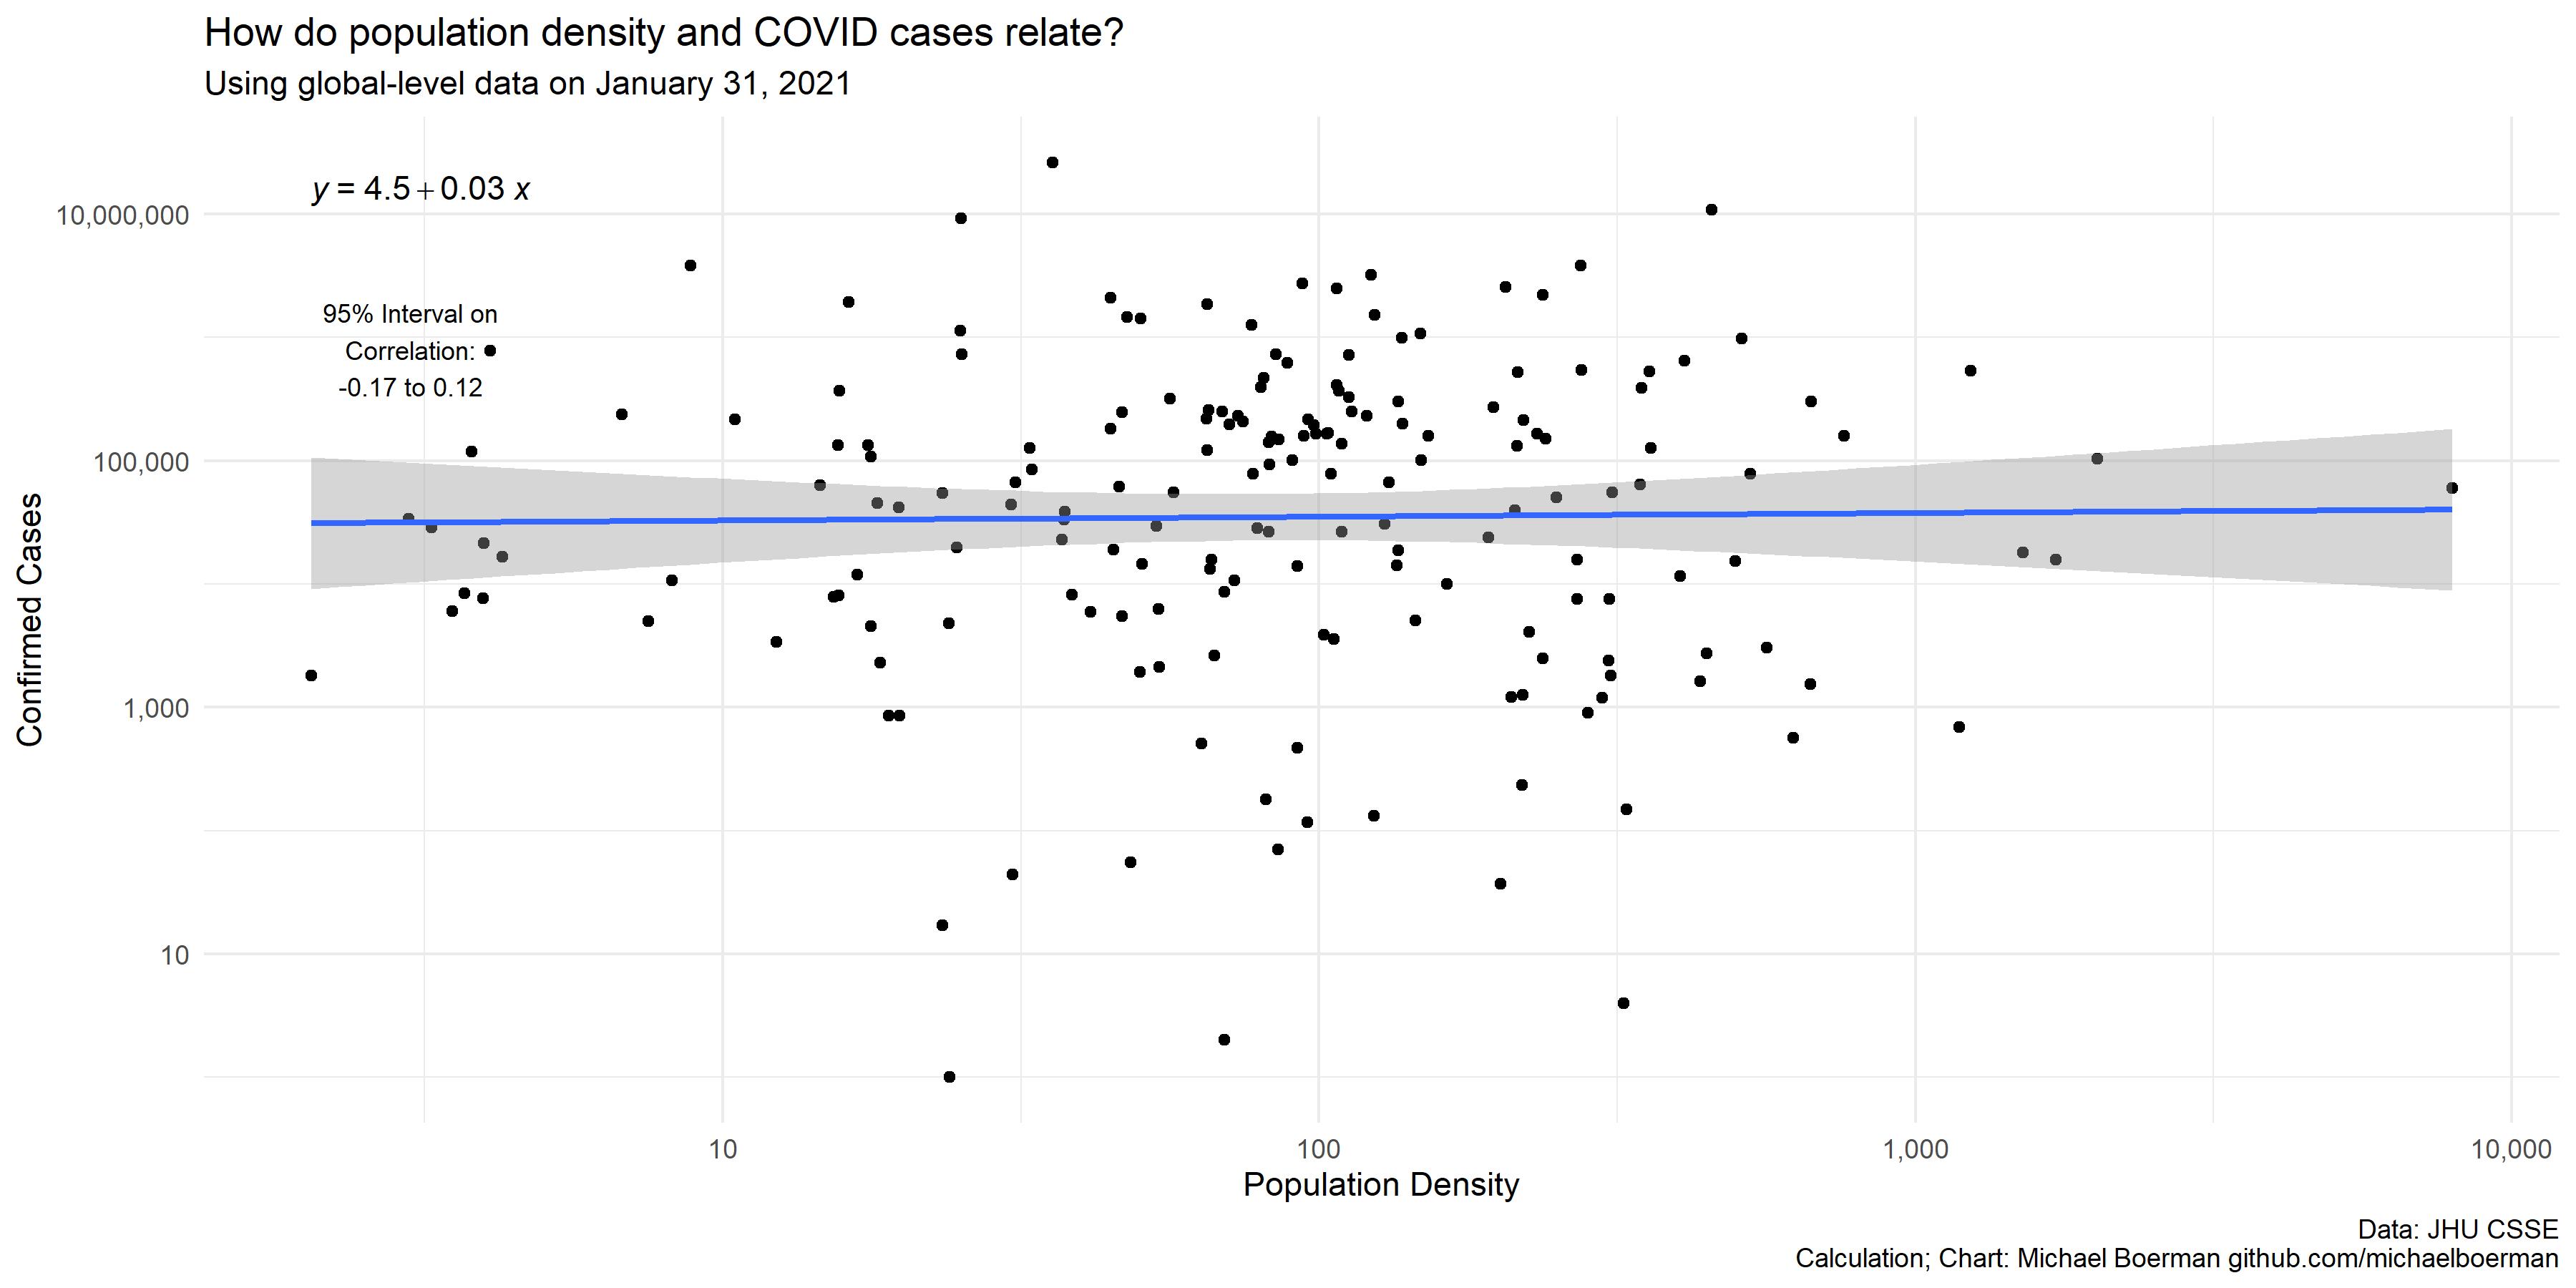 How do population density and COVID cases relate?
Using global-level data on January 31, 2021
y = 4.5+0.03 x
10,000,000
95% Interval on
Correlation:
-0.17 to 0.12
100,000
Confirmed Cases
1,000
10
10
100
1,000
10,000
Population Density
Data: JHU CSSE
Calculation; Chart: Michael Boerman github.com/michaelboerman